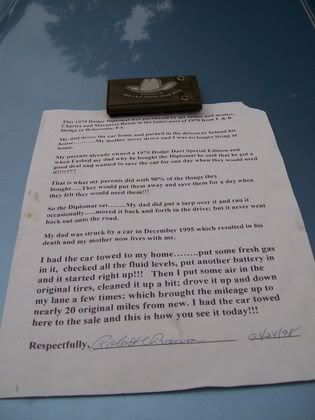 This 1978 Dodge Diplomat was purchased by my father and mother,
Charles and Margaret Braun in the latter part of 1978 from L & B
Dodge in Robesonia, PA.
My dad drove the car home and parked in the driveway behind his
house..........My mother never drove and I was no longer living at
home.
My parents already owned a 1975 Dodge Dart Special Edition and
when I asked my dad why he bought the Diplomat he said that he got a
good deal and wanted to save the car for one day when they would need
it!!!!!??
That is what my parents did with 90% of the things they
bought.....They would put them away and save them for a day when
they felt they would need them!!!
So the Diplomat sat.........My dad did put a tarp over it and ran it
occasionally.....moved it back and forth in the drive; but it never went
back out onto the road.
My dad was struck by a car in December 1995 which resulted in his
death and my mother now lives with me.
I had the car towed to my home........put some fresh gas
in it, checked all the fluid levels, put another battery in
and it started right up!!! Then I put some air in the
original tires, cleaned it up a bit; drove it up and down
my lane a few times; which brought the mileage up to
nearly 20 original miles from new. I had the car towed
here to the sale and this is how you see it today!!!
Respectfully, Robert C Braun 03/24/98